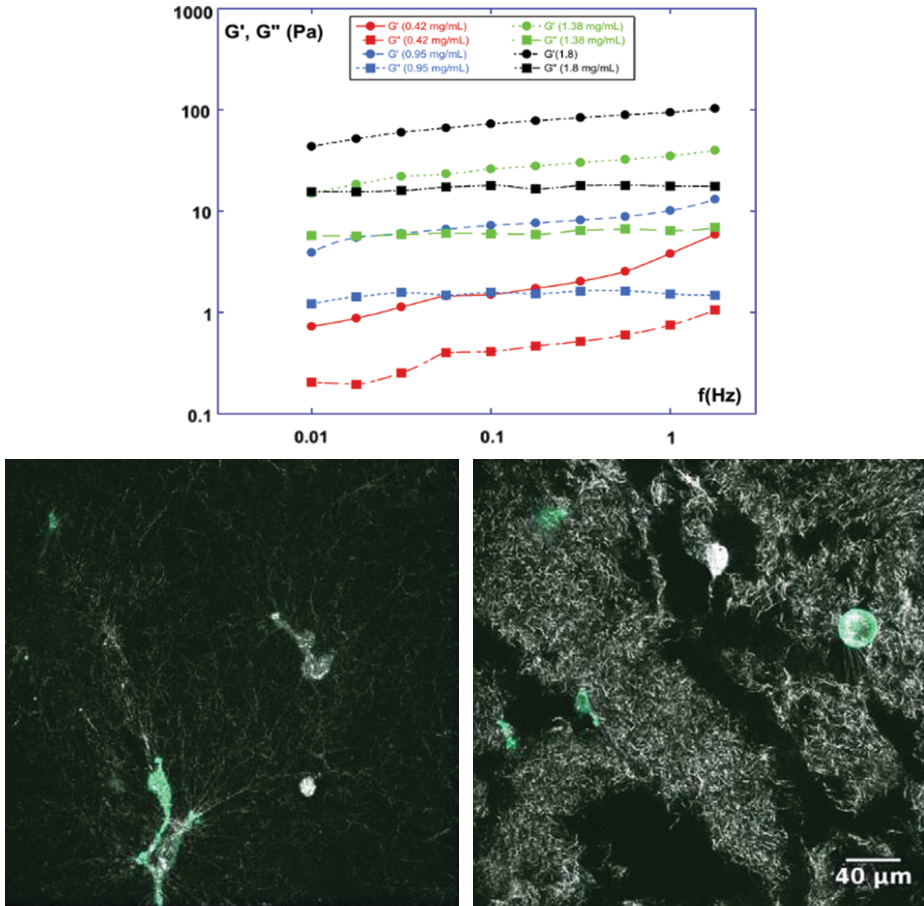 1000
G', G'' (Pa)
G' (0.42 mg/mL)
G'' (0.42 mg/mL)
G' (0.95 mg/mL)
G'' (0.95 mg/mL)
G' (1.38 mg/mL)
G'' (1.38 mg/mL)
G'(1.8)
G'' (1.8 mg/mL)
100
10
1
0.1
f(Hz)
0.01 0.1 1
40 µm